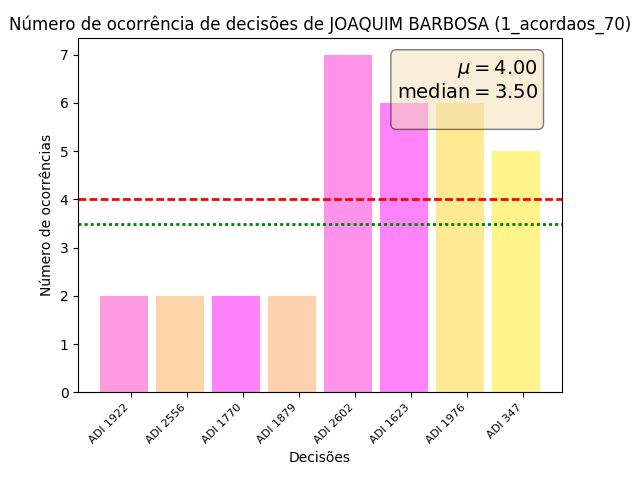 Número de ocorrência de decisões de JOAQUIM BARBOSA (1_acordaos_70)
μ = 4.00
median = 3.50
Número de ocorrências
7
6
5
4
3
2
1
0
ADI 1922
ADI 2556
ADI 1770
ADI 1879
ADI 2602
ADI 1623
ADI 1976
ADI 347
Decisões